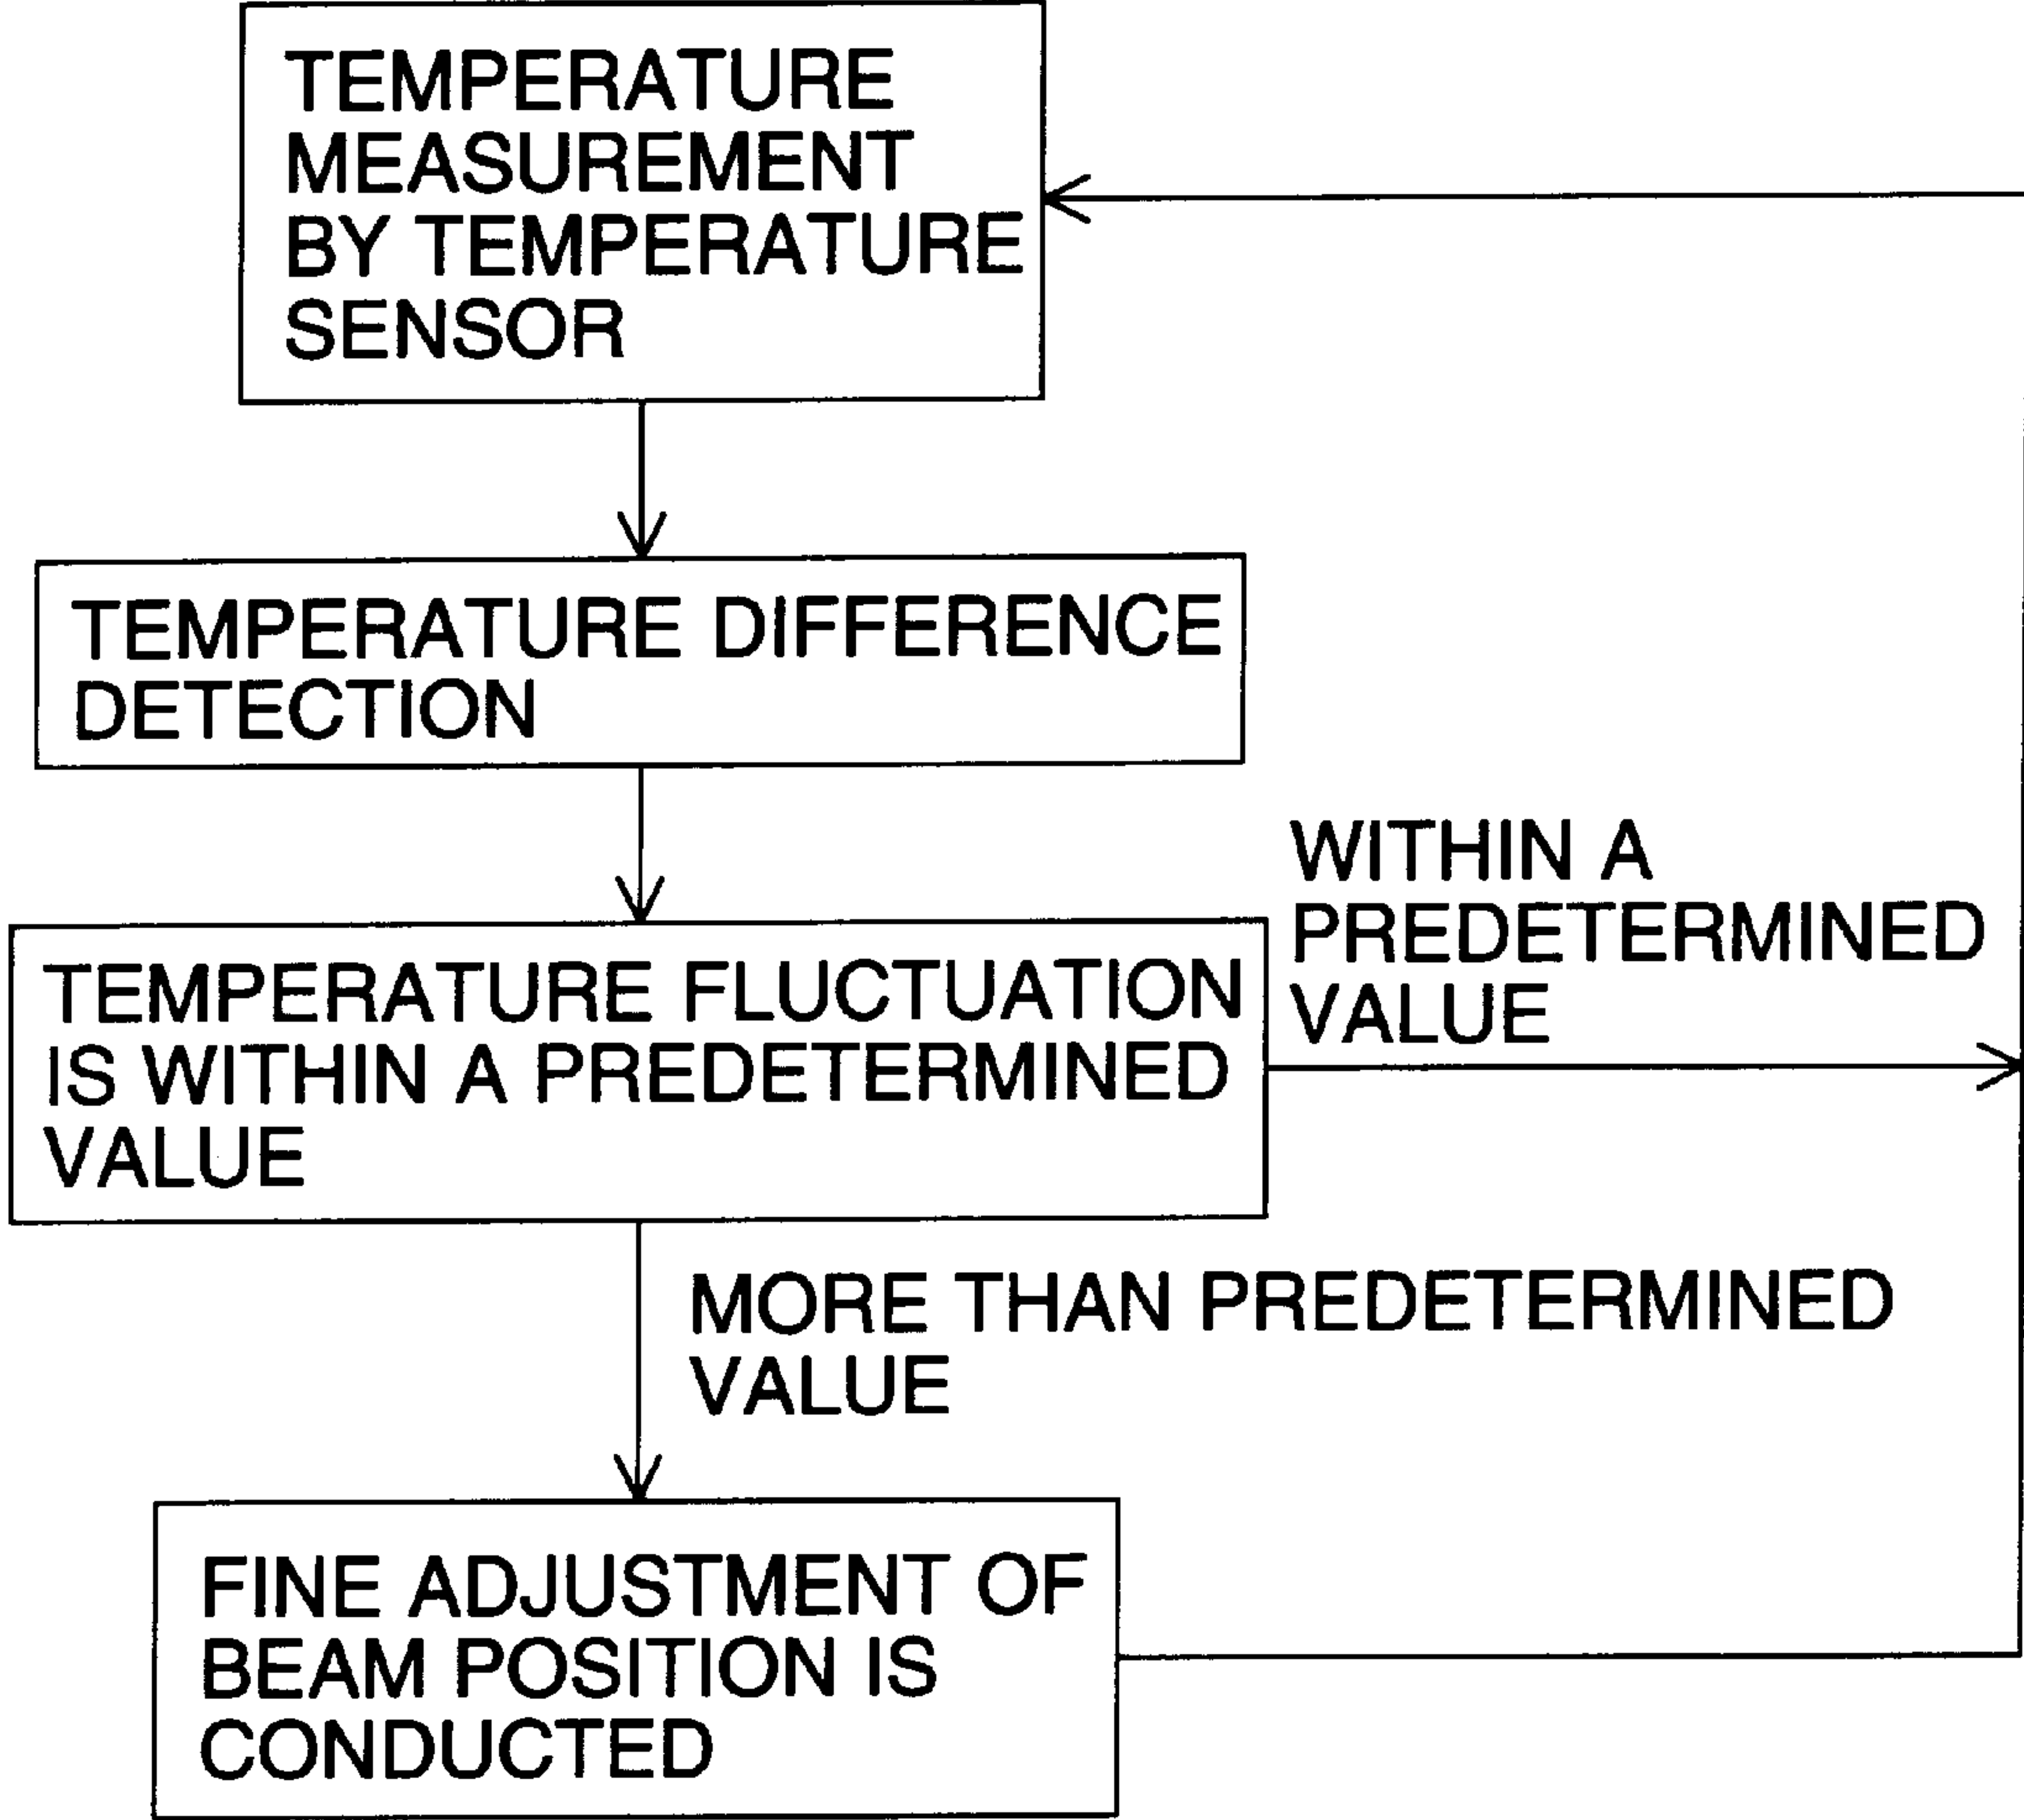 TEMPERATURE
MEASUREMENT
BY TEMPERATURE
SENSOR
TEMPERATURE DIFFERENCE
DETECTION
WITHIN A
PREDETERMINED
VALUE
TEMPERATURE FLUCTUATION
IS WITHIN A PREDETERMINED
VALUE
MORE THAN PREDETERMINED
VALUE
FINE ADJUSTMENT OF
BEAM POSITION IS
CONDUCTED